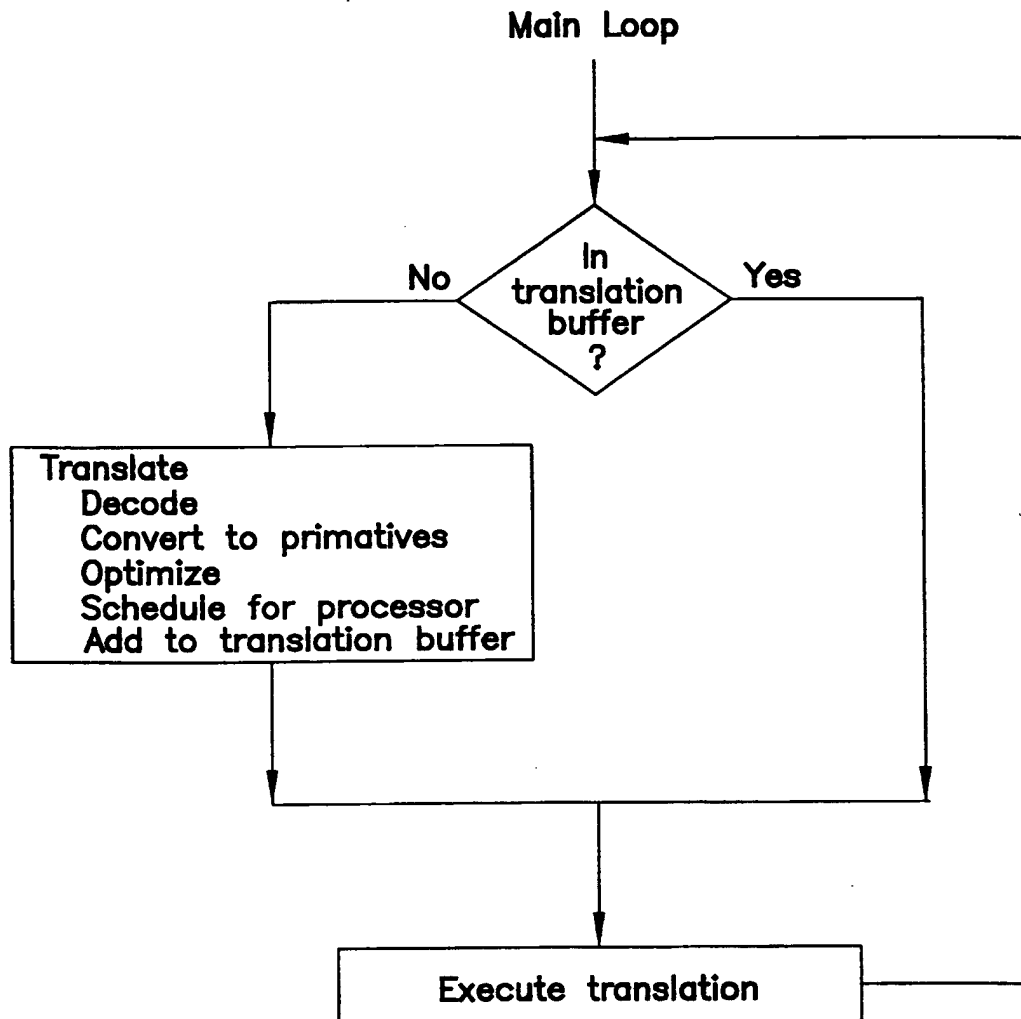 Main Loop
In
translation
buffer
?
No
Yes
Translate
Decode
Convert to primatives
Optimize
Schedule for processor
Add to translation buffer
Execute translation